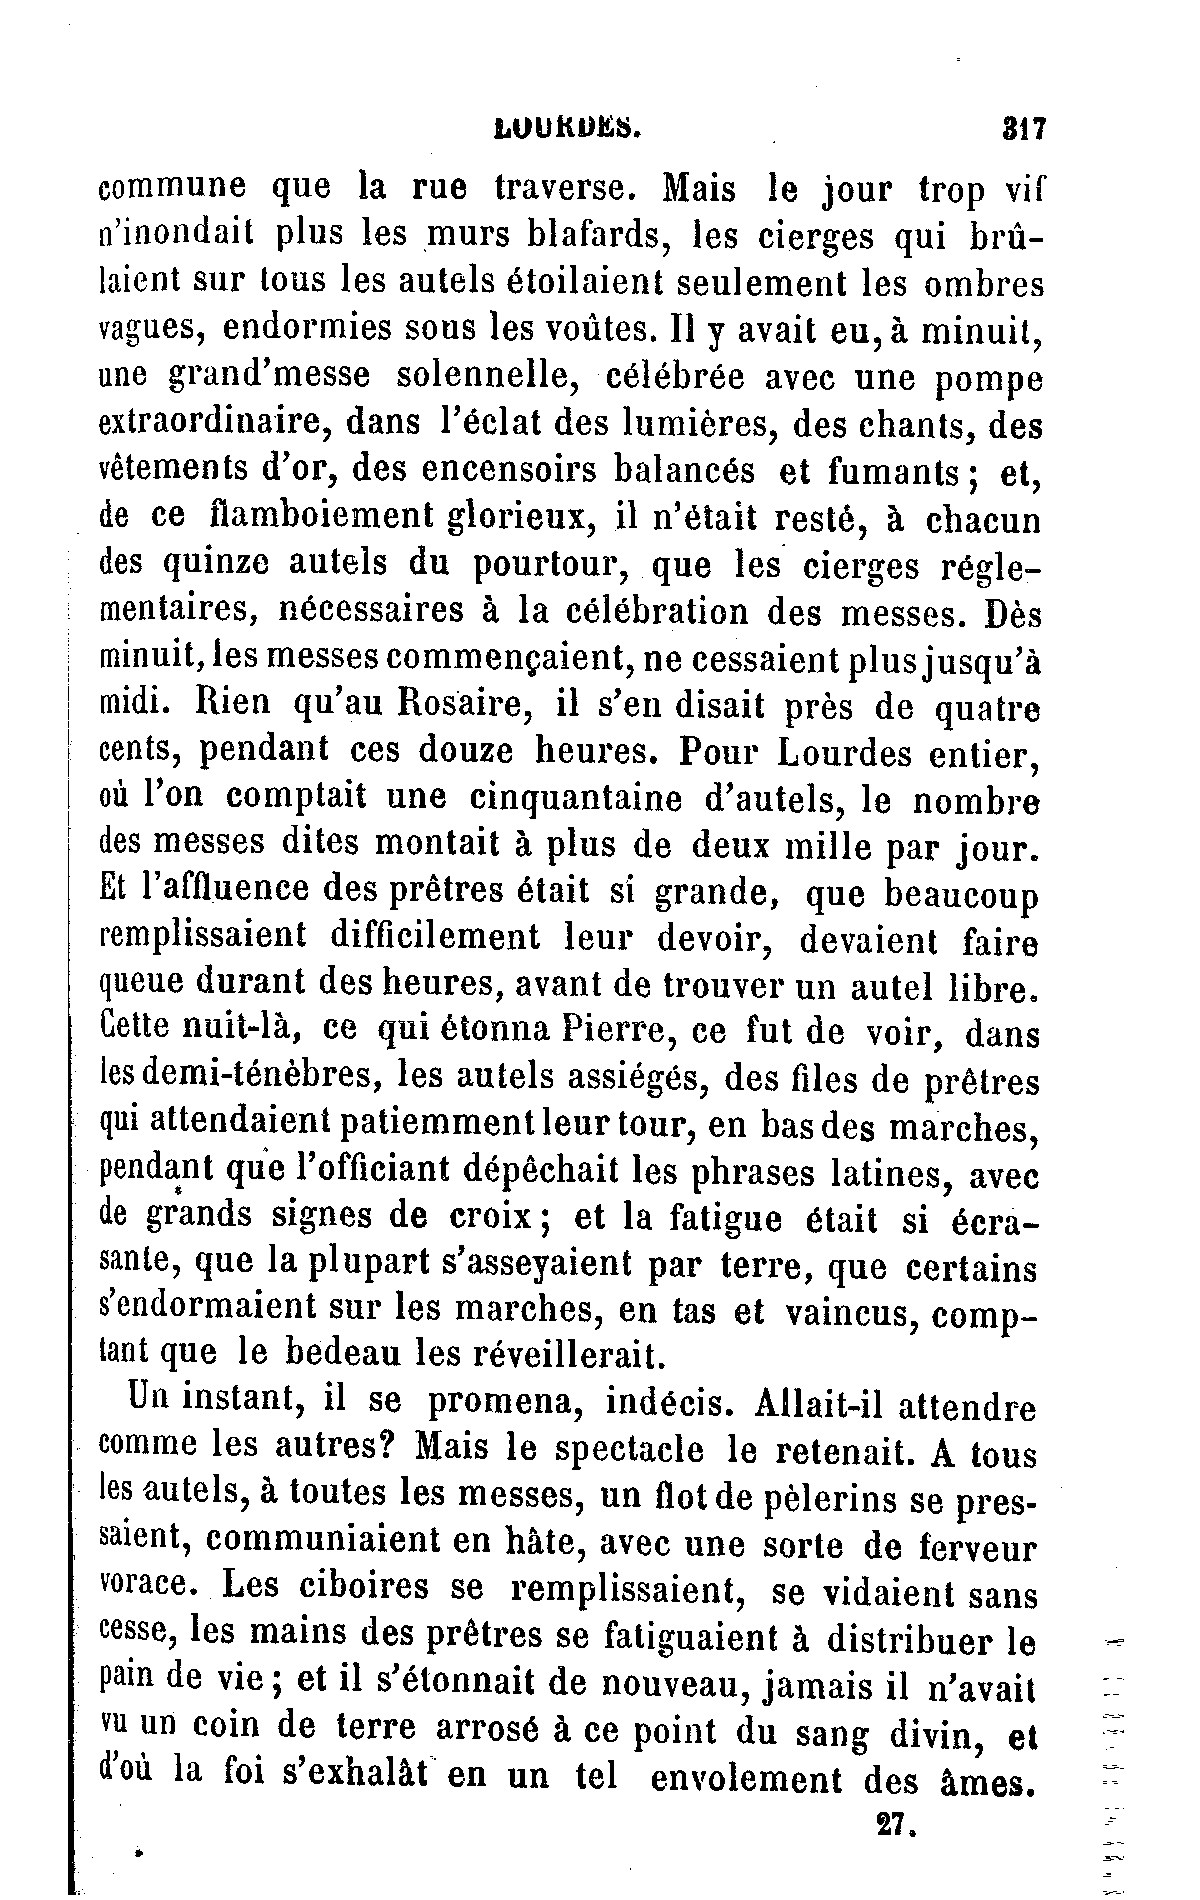 LOURDES. 317
commune que la rue traverse. Mais le jour trop vif
n'inondait plus les murs blafards, les cierges qui brû-
laient sur tous les autels étoilaient seulement les ombres
vagues, endormies sous les voûtes. Il y avait eu, à minuit,
une grand'messe solennelle, célébrée avec une pompe
extraordinaire, dans l'éclat des lumières, des chants, des
vêtements d'or, des encensoirs balancés et fumants ; et,
de ce flamboiement glorieux, il n'était resté, à chacun
des quinze autels du pourtour, que les cierges régle-
mentaires, nécessaires à la célébration des messes. Dès
minuit, les messes commençaient, ne cessaient plus jusqu'à
midi. Rien qu'au Rosaire, il s'en disait près de quatre
cents, pendant ces douze heures. Pour Lourdes entier,
où l'on comptait une cinquantaine d'autels, le nombre
des messes dites montait à plus de deux mille par jour.
Et l'affluence des prêtres était si grande, que beaucoup
remplissaient difficilement leur devoir, devaient faire
queue durant des heures, avant de trouver un autel libre.
Cette nuit-là, ce qui étonna Pierre, ce fut de voir, dans
les demi-ténèbres, les autels assiégés, des files de prêtres
qui attendaient patiemment leur tour, en bas des marches,
pendant que l'officiant dépêchait les phrases latines, avec
de grands signes de croix ; et la fatigue était si écra-
sante, que la plupart s'asseyaient par terre, que certains
s'endormaient sur les marches, en tas et vaincus, comp-
tant que le bedeau les réveillerait.
Un instant, il se promena, indécis. Allait-il attendre
comme les autres? Mais le spectacle le retenait. A tous
les autels, à toutes les messes, un flot de pèlerins se pres-
saient, communiaient en hâte, avec une sorte de ferveur
vorace. Les ciboires se remplissaient, se vidaient sans
cesse, les mains des prêtres se fatiguaient à distribuer le
pain de vie ; et il s'étonnait de nouveau, jamais il n'avait
vu un coin de terre arrosé à ce point du sang divin, et
d'où la foi s'exhalât en un tel envolement des âmes.
27.